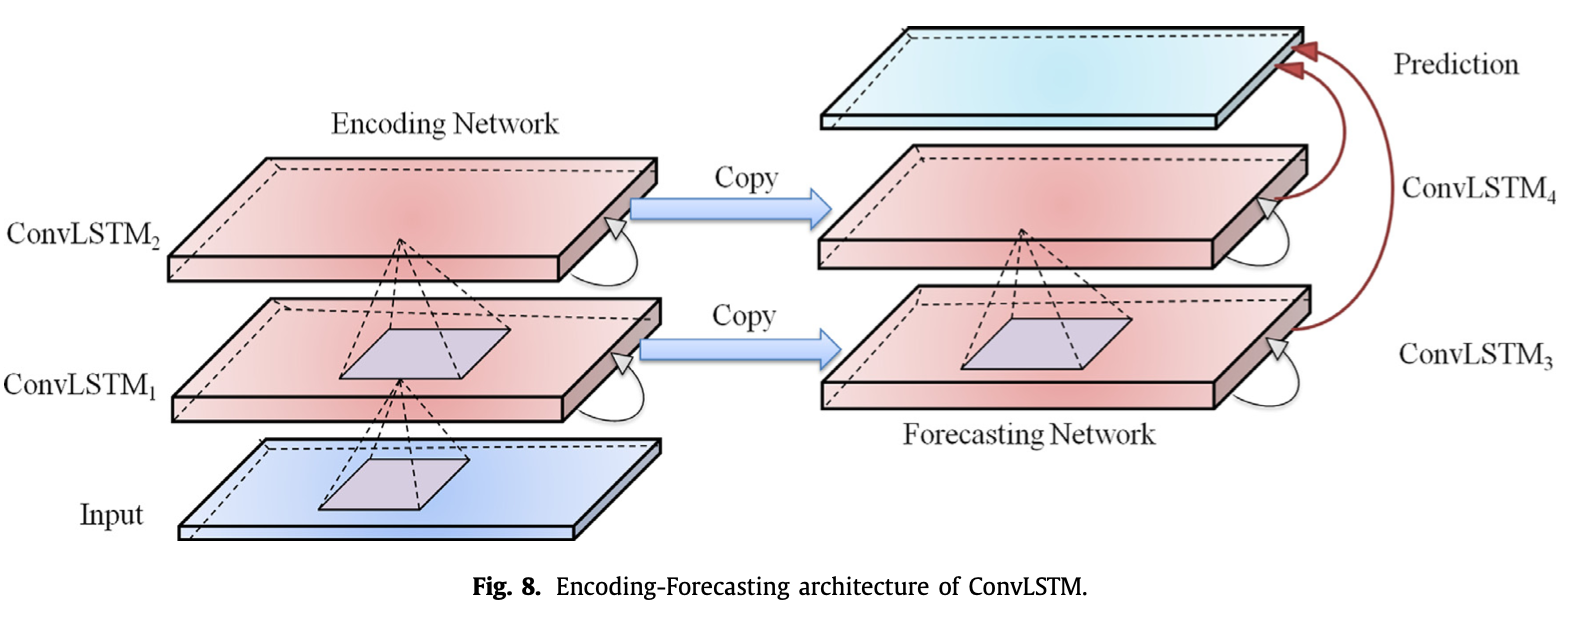 Encoding Network
ConvLSTM2
ConvLSTM1
Input
Copy
Copy
Prediction
ConvLSTM4
ConvLSTM3
Forecasting Network
Fig. 8. Encoding-Forecasting architecture of ConvLSTM.